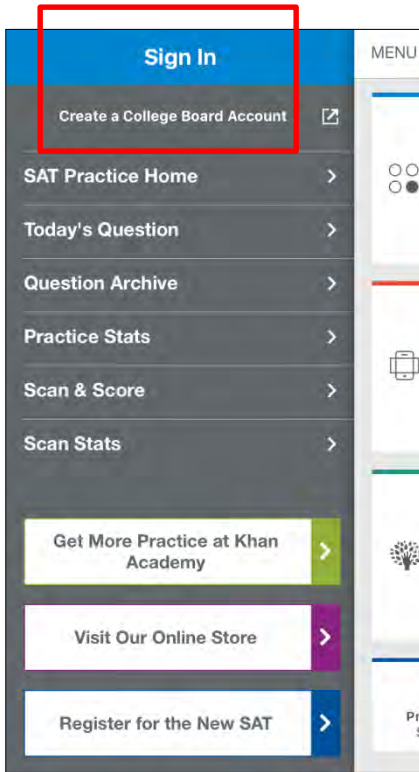 Sign In
MENU
Create a College Board Account
SAT Practice Home
Today's Question
Question Archive
Practice Stats
Scan & Score
Scan Stats
Get More Practice at Khan
Academy
Visit Our Online Store
Register for the New SAT